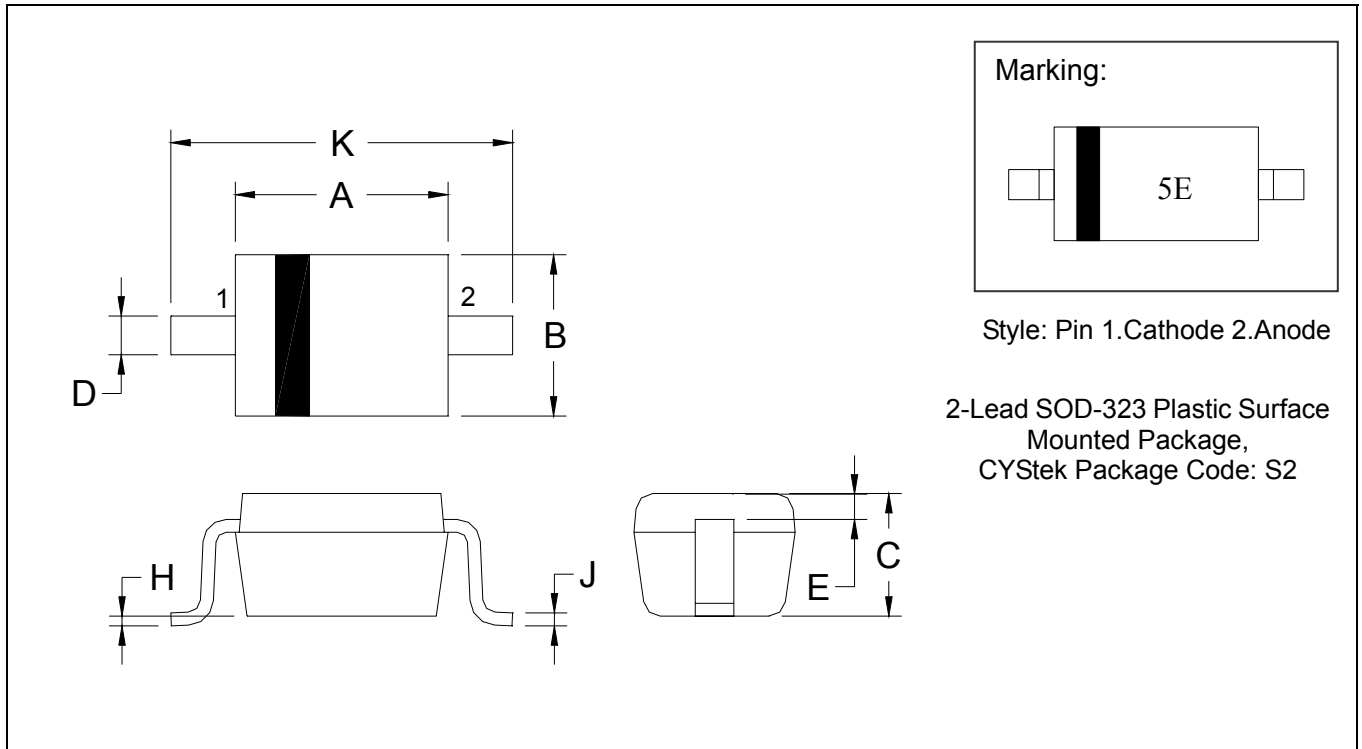 Marking:
5E
K
A
1
2
B
D
Style: Pin 1.Cathode 2.Anode
2-Lead SOD-323 Plastic Surface
Mounted Package,
CYStek Package Code: S2
H
J
E
C